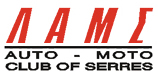 ΛΑΜΣ
AUTO - MOTO
CLUB OF SERRES